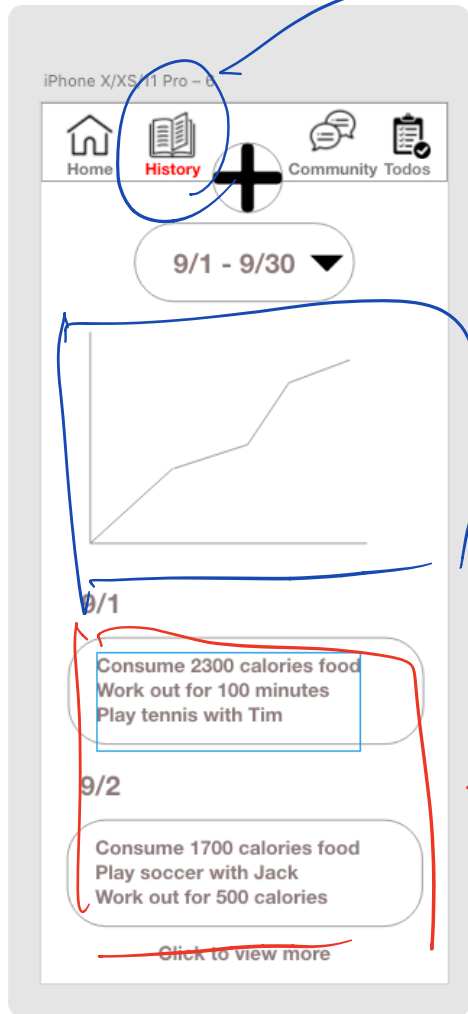 iPhone X/XS/11 Pro – 6
Home History Community Todos
9/1 - 9/30
9/1
Consume 2300 calories food
Work out for 100 minutes
Play tennis with Tim
9/2
Consume 1700 calories food
Play soccer with Jack
Work out for 500 calories
Click to view more